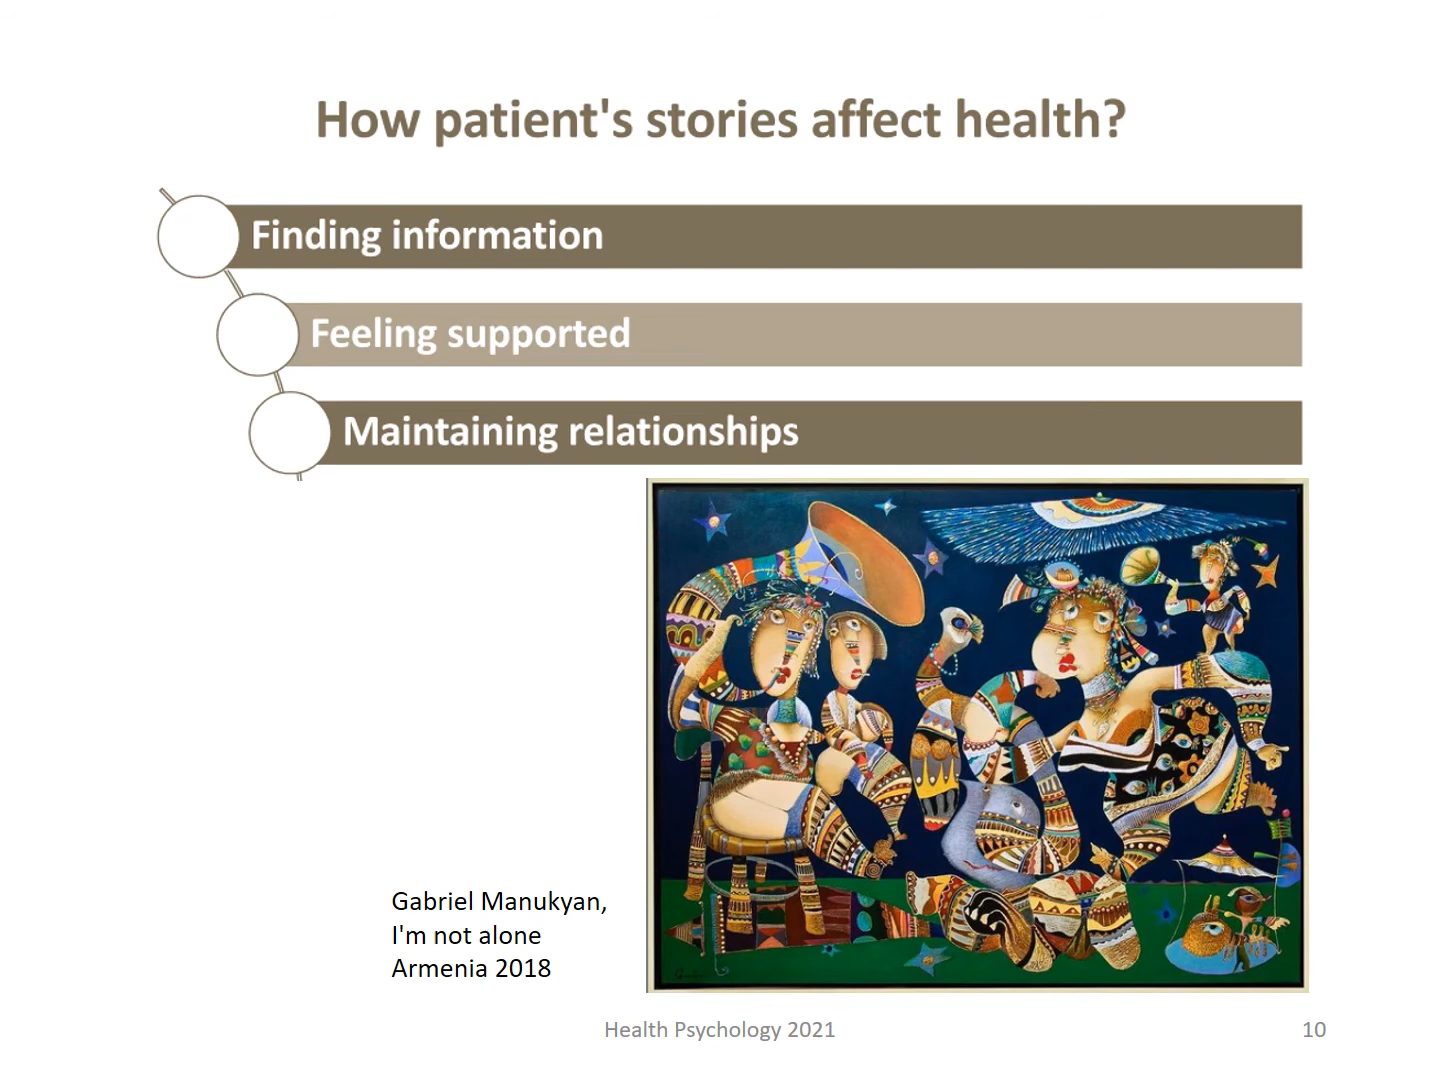 How patient's stories affect health?
Finding information
Feeling supported
Maintaining relationships
Gabriel Manukyan,
I'm not alone
Armenia 2018
Health Psychology 2021
10